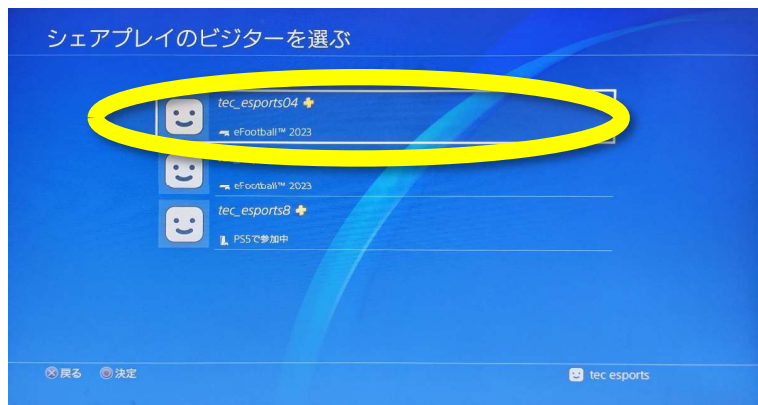 シェアプレイのビジターを選ぶ
tec_esports04
eFootball™ 2023
eFootball™ 2023
tec_esports8
PS5で参加中
戻る 決定
tec esports